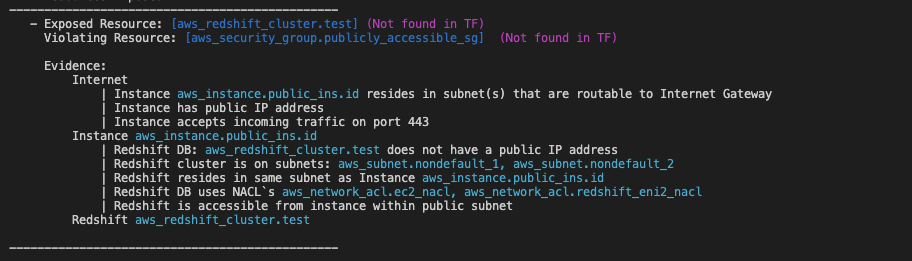 - Exposed Resource: [aws_redshift_cluster.test] (Not found in TF)
Violating Resource: [aws_security_group.publicly_accessible_sg] (Not found in TF)
Evidence:
Internet
| Instance aws_instance.public_ins.id resides in subnet(s) that are routable to Internet Gateway
| Instance has public IP address
| Instance accepts incoming traffic on port 443
Instance aws_instance.public_ins.id
| Redshift DB: aws_redshift_cluster.test does not have a public IP address
| Redshift cluster is on subnets: aws_subnet.nondefault_1, aws_subnet.nondefault_2
| Redshift resides in same subnet as Instance aws_instance.public_ins.id
| Redshift DB uses NACL`s aws_network_acl.ec2_nacl, aws_network_acl.redshift_eni2_nacl
| Redshift is accessible from instance within public subnet
Redshift aws_redshift_cluster.test